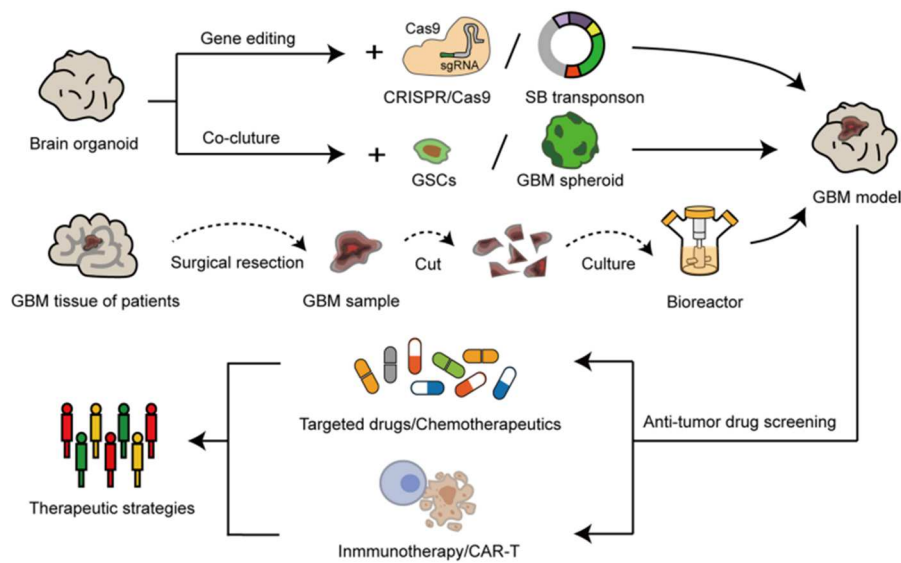 Gene editing
Cas9
sgRNA
CRISPR/Cas9
SB transponson
Brain organoid
Co-cluture
GSCs
GBM spheroid
GBM model
GBM tissue of patients
Surgical resection
GBM sample
Cut
Culture
Bioreactor
Targeted drugs/Chemotherapeutics
Anti-tumor drug screening
Therapeutic strategies
Inmmunotherapy/CAR-T